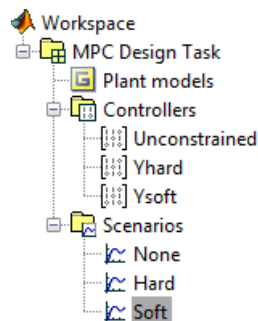 Workspace
MPC Design Task
Plant models
Controllers
Unconstrained
Yhard
Ysoft
Scenarios
None
Hard
Soft